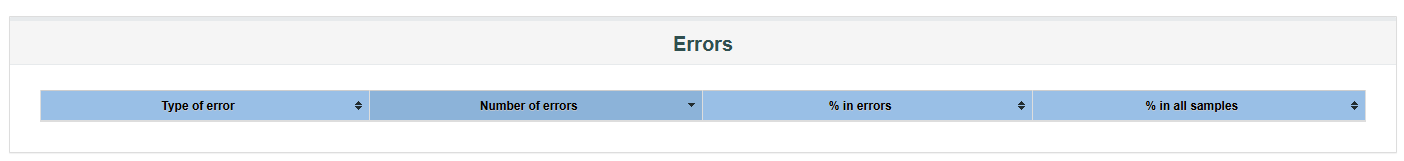 Errors
Type of error Number of errors % in errors % in all samples